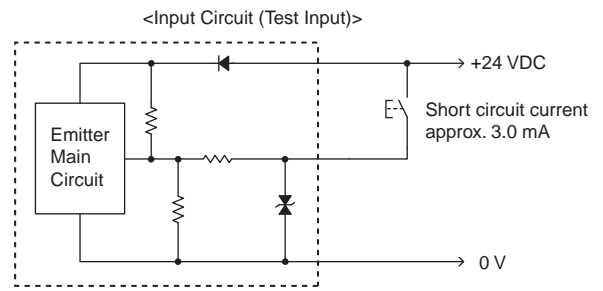 <Input Circuit (Test Input)>
+24 VDC
Short circuit current
approx. 3.0 mA
Emitter
Main
Circuit
0 V